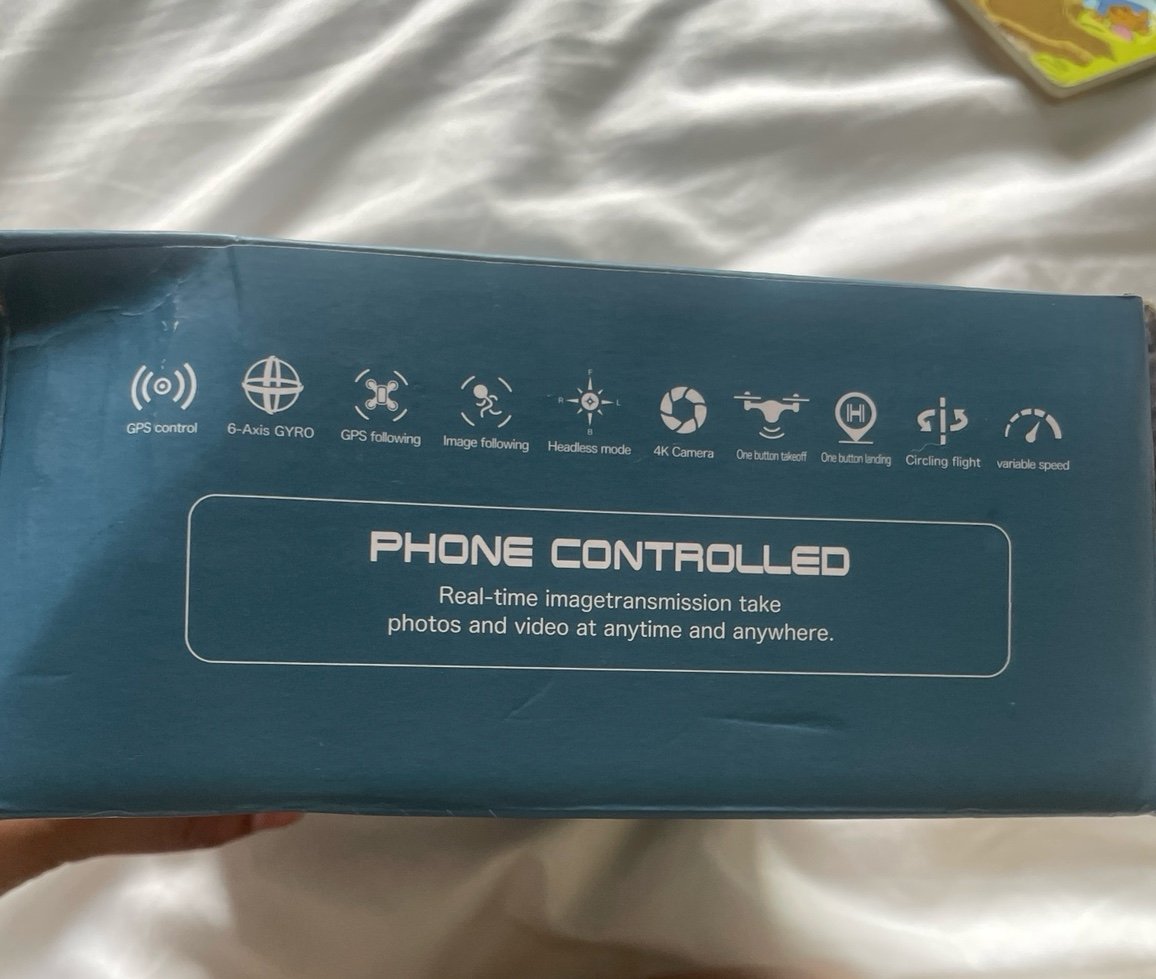 GPS control
6-Axis GYRO
GPS following
Image following
F
R
L
B
Headless mode
4K Camera
One button takeoff
H
One button landing
Circling flight
variable speed
PHONE CONTROLLED
Real-time imagetransmission take
photos and video at anytime and anywhere.